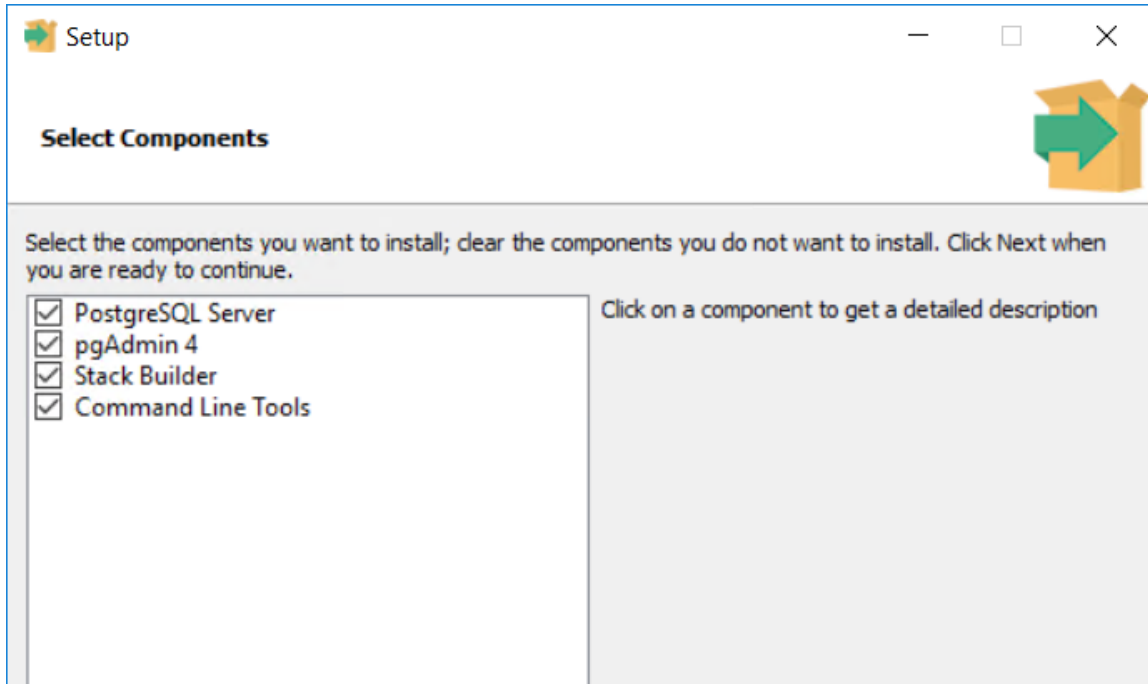 Setup
Select Components
Select the components you want to install; clear the components you do not want to install. Click Next when
you are ready to continue.
PostgreSQL Server
pgAdmin 4
Stack Builder
Command Line Tools
Click on a component to get a detailed description